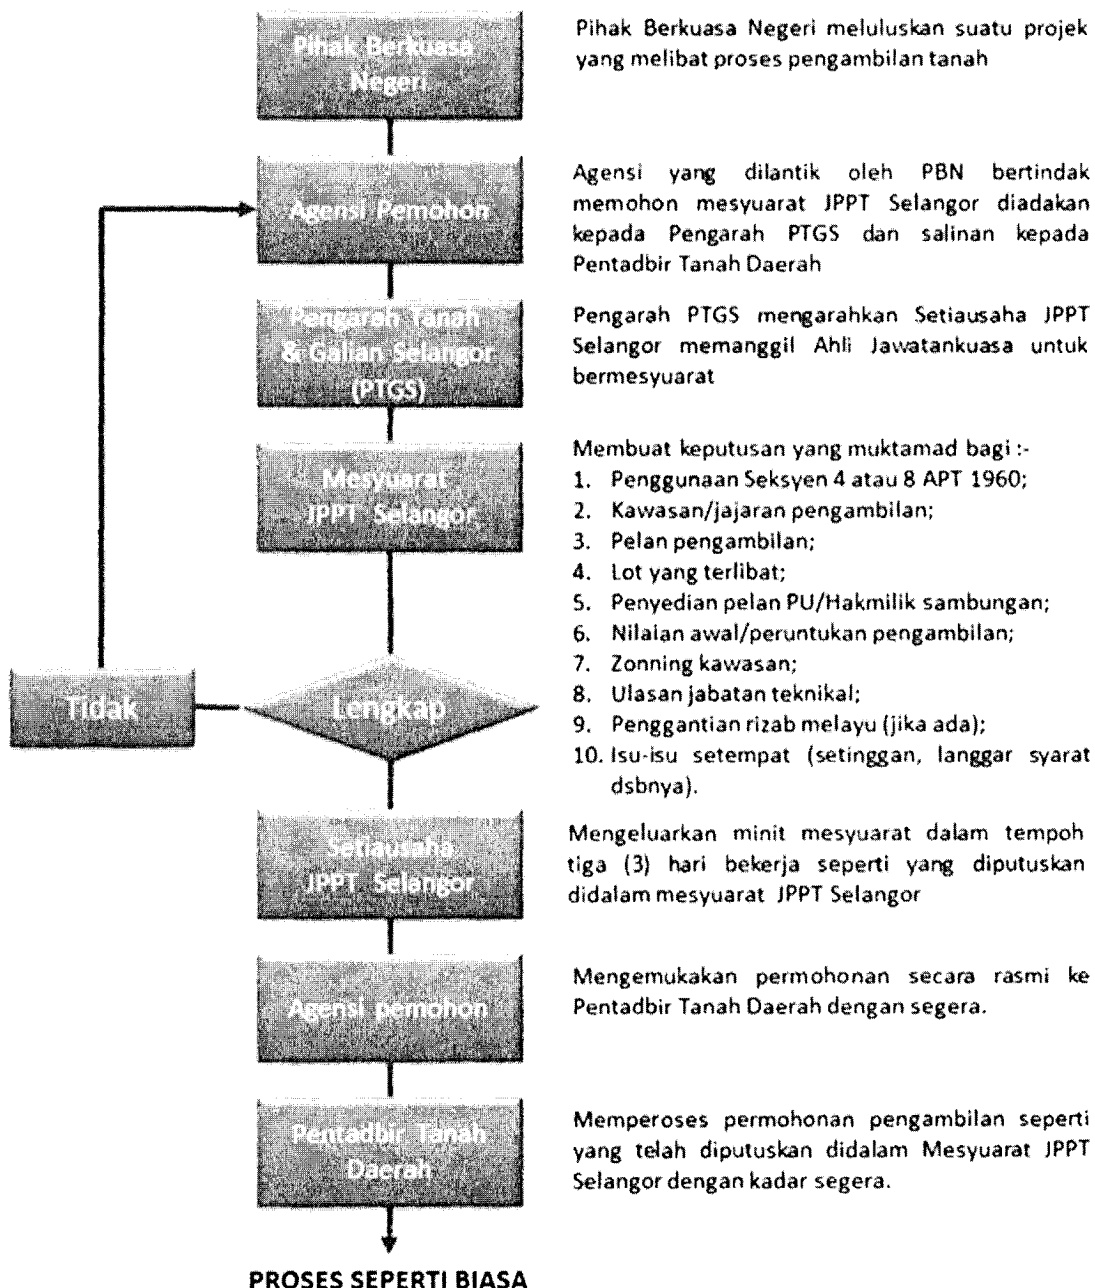 Pihak Berkuasa
Negeri
Pihak Berkuasa Negeri meluluskan suatu projek
yang melibat proses pengambilan tanah
Agensi Pemohon
Agensi yang dilantik oleh PBN bertindak
memohon mesyuarat JPPT Selangor diadakan
kepada Pengarah PTGS dan salinan kepada
Pentadbir Tanah Daerah
Pengarah Tanah
& Galian Selangor
(PTGS)
Pengarah PTGS mengarahkan Setiausaha JPPT
Selangor memanggil Ahli Jawatankuasa untuk
bermesyuarat
Mesyuarat
JPPT Selangor
Membuat keputusan yang muktamad bagi :-
1. Penggunaan Seksyen 4 atau 8 APT 1960;
2. Kawasan/jajaran pengambilan;
3. Pelan pengambilan;
4. Lot yang terlibat;
5. Penyedian pelan PU/Hakmilik sambungan;
6. Nilaian awal/peruntukan pengambilan;
7. Zonning kawasan;
8. Ulasan jabatan teknikal;
9. Penggantian rizab melayu (jika ada);
10. Isu-isu setempat (setinggan, langgar syarat
dsbnya).
Tidak
Lengkap
Setiausaha
JPPT Selangor
Mengeluarkan minit mesyuarat dalam tempoh
tiga (3) hari bekerja seperti yang diputuskan
didalam mesyuarat JPPT Selangor
Agensi pemohon
Mengemukakan permohonan secara rasmi ke
Pentadbir Tanah Daerah dengan segera.
Pentadbir Tanah
Daerah
Memperoses permohonan pengambilan seperti
yang telah diputuskan didalam Mesyuarat JPPT
Selangor dengan kadar segera.
PROSES SEPERTI BIASA